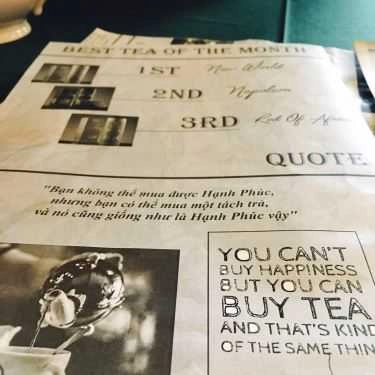 BEST TEA OF THE MONTH
1ST New World
2ND Napoleon
3RD Red Of Africa
QUOTE
"Bạn không thể mua được Hạnh Phúc,
nhưng bạn có thể mua một tách trà,
và nó cũng giống như là Hạnh Phúc vậy"
YOU CAN'T
BUY HAPPINESS
BUT YOU CAN
BUY TEA
AND THAT'S KIND
OF THE SAME THIN